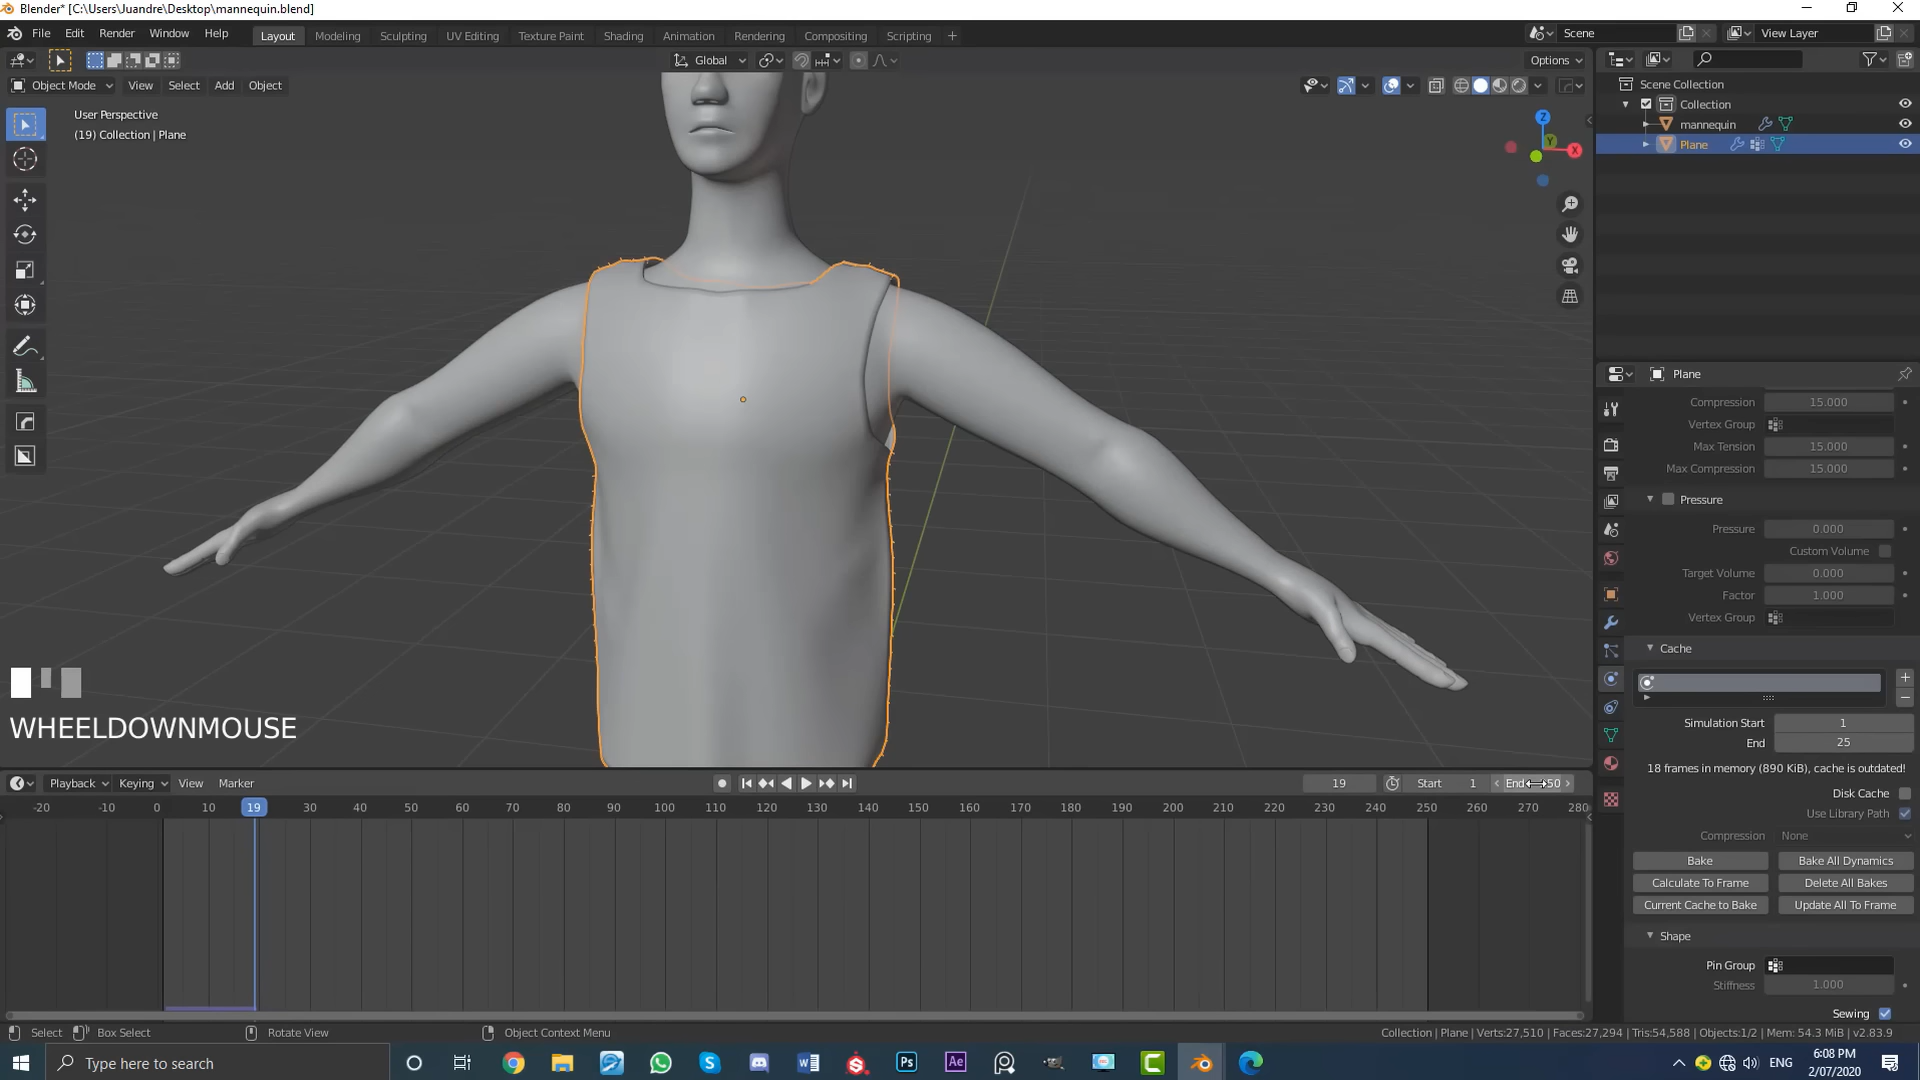 Blender* [C:\Users\Juandre\Desktop\mannequin.blend]
File Edit Render Window Help Layout Modeling Sculpting UV Editing Texture Paint Shading Animation Rendering Compositing Scripting + Scene View Layer
Global Options
Object Mode View Select Add Object
User Perspective
(19) Collection | Plane
Z
Y
X
Scene Collection
Collection
mannequin
Plane
Plane
Compression 15.000
Vertex Group
Max Tension 15.000
Max Compression 15.000
Pressure
Pressure 0.000
Custom Volume
Target Volume 0.000
Factor 1.000
Vertex Group
Cache
Simulation Start 1
End 25
18 frames in memory (890 KiB), cache is outdated!
Disk Cache
Use Library Path
Compression None
Bake Bake All Dynamics
Calculate To Frame Delete All Bakes
Current Cache to Bake Update All To Frame
Shape
Pin Group
Stiffness 1.000
Sewing
WHEELDOWNMOUSE
Playback Keying View Marker 19 Start 1 End 50
-20 -10 0 10 19 30 40 50 60 70 80 90 100 110 120 130 140 150 160 170 180 190 200 210 220 230 240 250 260 270 280
Select Box Select Rotate View Object Context Menu Collection | Plane | Verts:27,510 | Faces:27,294 | Tris:54,588 | Objects:1/2 | Mem: 54.3 MiB | v2.83.9
Type here to search
Ps
Ae
ENG
6:08 PM
2/07/2020